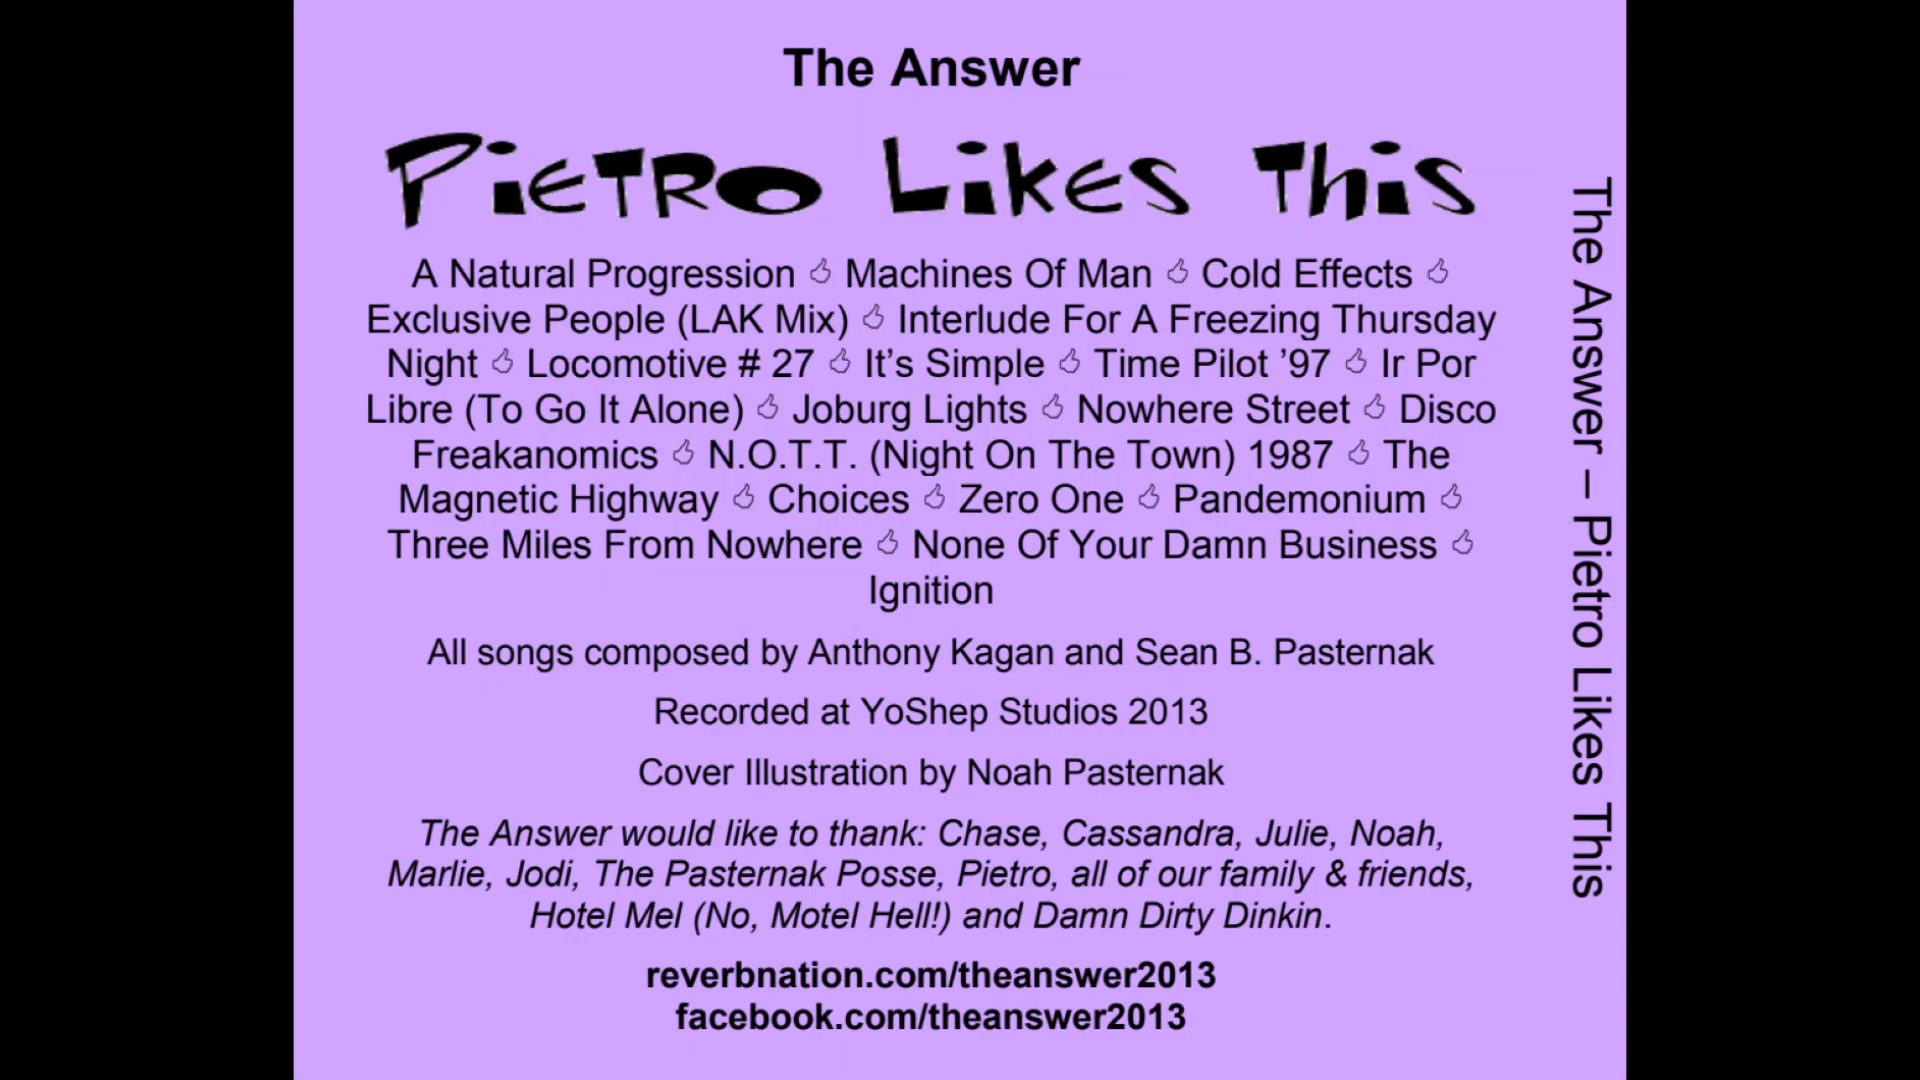 The Answer
Pietro Likes This
A Natural Progression 👍 Machines Of Man 👍 Cold Effects 👍
Exclusive People (LAK Mix) 👍 Interlude For A Freezing Thursday
Night 👍 Locomotive # 27 👍 It’s Simple 👍 Time Pilot ’97 👍 Ir Por
Libre (To Go It Alone) 👍 Joburg Lights 👍 Nowhere Street 👍 Disco
Freakanomics 👍 N.O.T.T. (Night On The Town) 1987 👍 The
Magnetic Highway 👍 Choices 👍 Zero One 👍 Pandemonium 👍
Three Miles From Nowhere 👍 None Of Your Damn Business 👍
Ignition
All songs composed by Anthony Kagan and Sean B. Pasternak
Recorded at YoShep Studios 2013
Cover Illustration by Noah Pasternak
The Answer would like to thank: Chase, Cassandra, Julie, Noah,
Marlie, Jodi, The Pasternak Posse, Pietro, all of our family & friends,
Hotel Mel (No, Motel Hell!) and Damn Dirty Dinkin.
reverbnation.com/theanswer2013
facebook.com/theanswer2013
The Answer – Pietro Likes This